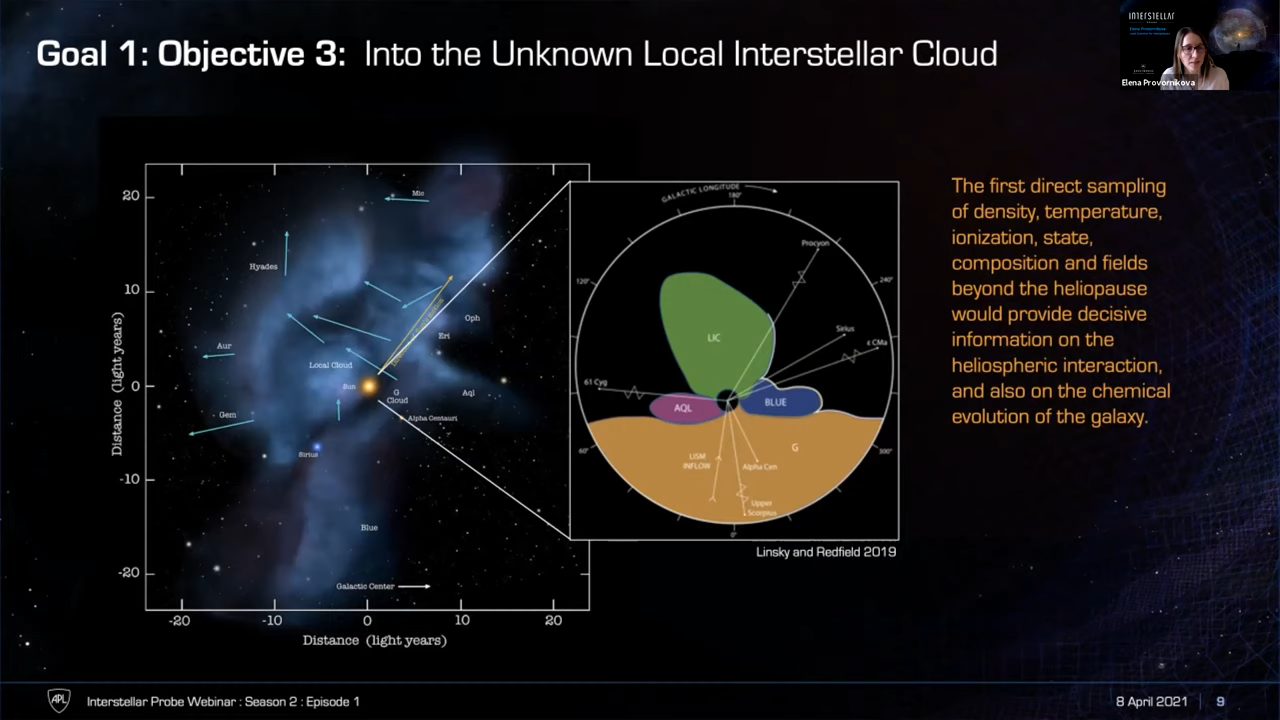 Goal 1: Objective 3: Into the Unknown Local Interstellar Cloud
INTERSTELLAR
Elena Provornikova
20
10
0
-10
-20
-20
-10
0
10
20
Distance (light years)
Distance (light years)
Mic
Hyades
Oph
Eri
Aur
Local Cloud
Sun
G
Cloud
Aql
Gem
Alpha Centauri
Sirius
Blue
Galactic Center
GALACTIC LONGITUDE
180°
Procyon
120°
240°
LIC
Sirius
ε CMa
61 Cyg
AQL
BLUE
60°
300°
G
LISM
INFLOW
Alpha Cen
Upper
Scorpius
0°
Linsky and Redfield 2019
The first direct sampling
of density, temperature,
ionization, state,
composition and fields
beyond the heliopause
would provide decisive
information on the
heliospheric interaction,
and also on the chemical
evolution of the galaxy.
APL
Interstellar Probe Webinar : Season 2 : Episode 1
8 April 2021 | 9